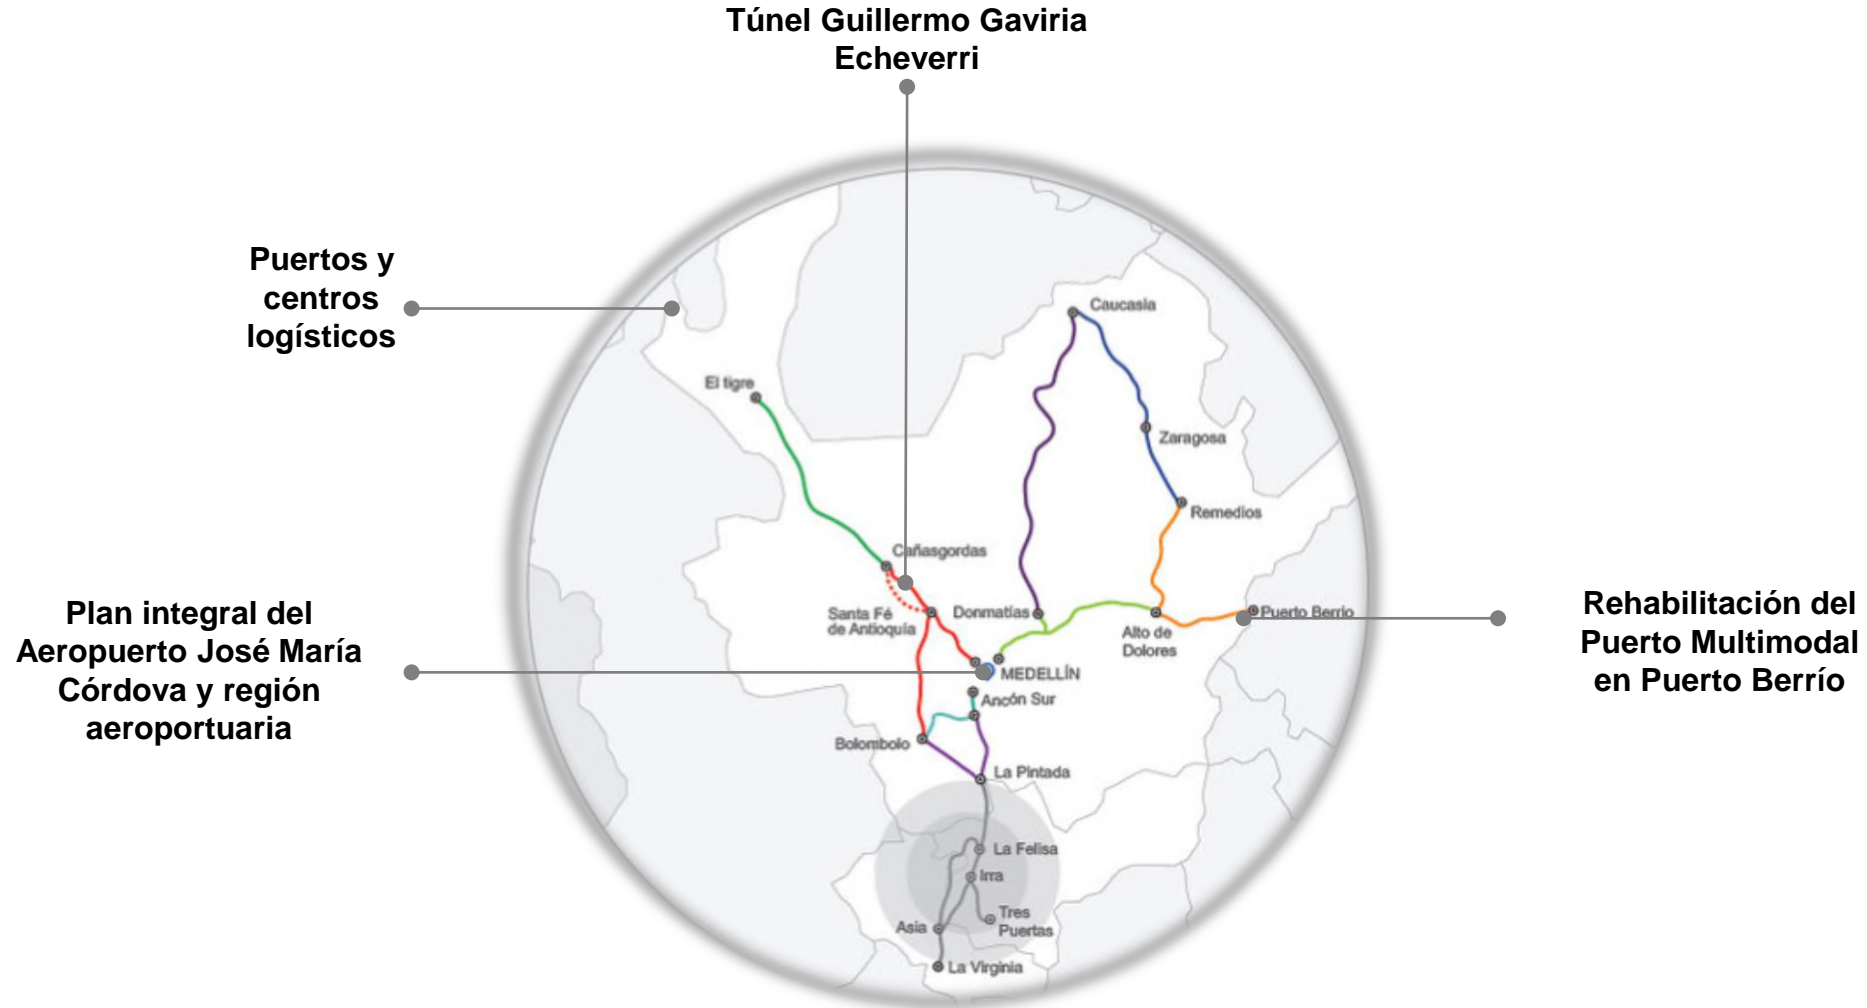 Túnel Guillermo Gaviria
Echeverri
Puertos y
centros
logísticos
Caucasia
El tigre
Zaragosa
Remedios
Cañasgordas
Santa Fé
de Antioquía
Donmatías
Puerto Berrio
Alto de
Dolores
Plan integral del
Aeropuerto José María
Córdova y región
aeroportuaria
Rehabilitación del
Puerto Multimodal
en Puerto Berrío
MEDELLÍN
Ancón Sur
Bolombolo
La Pintada
La Felisa
Irra
Tres
Puertas
Asia
La Virginia